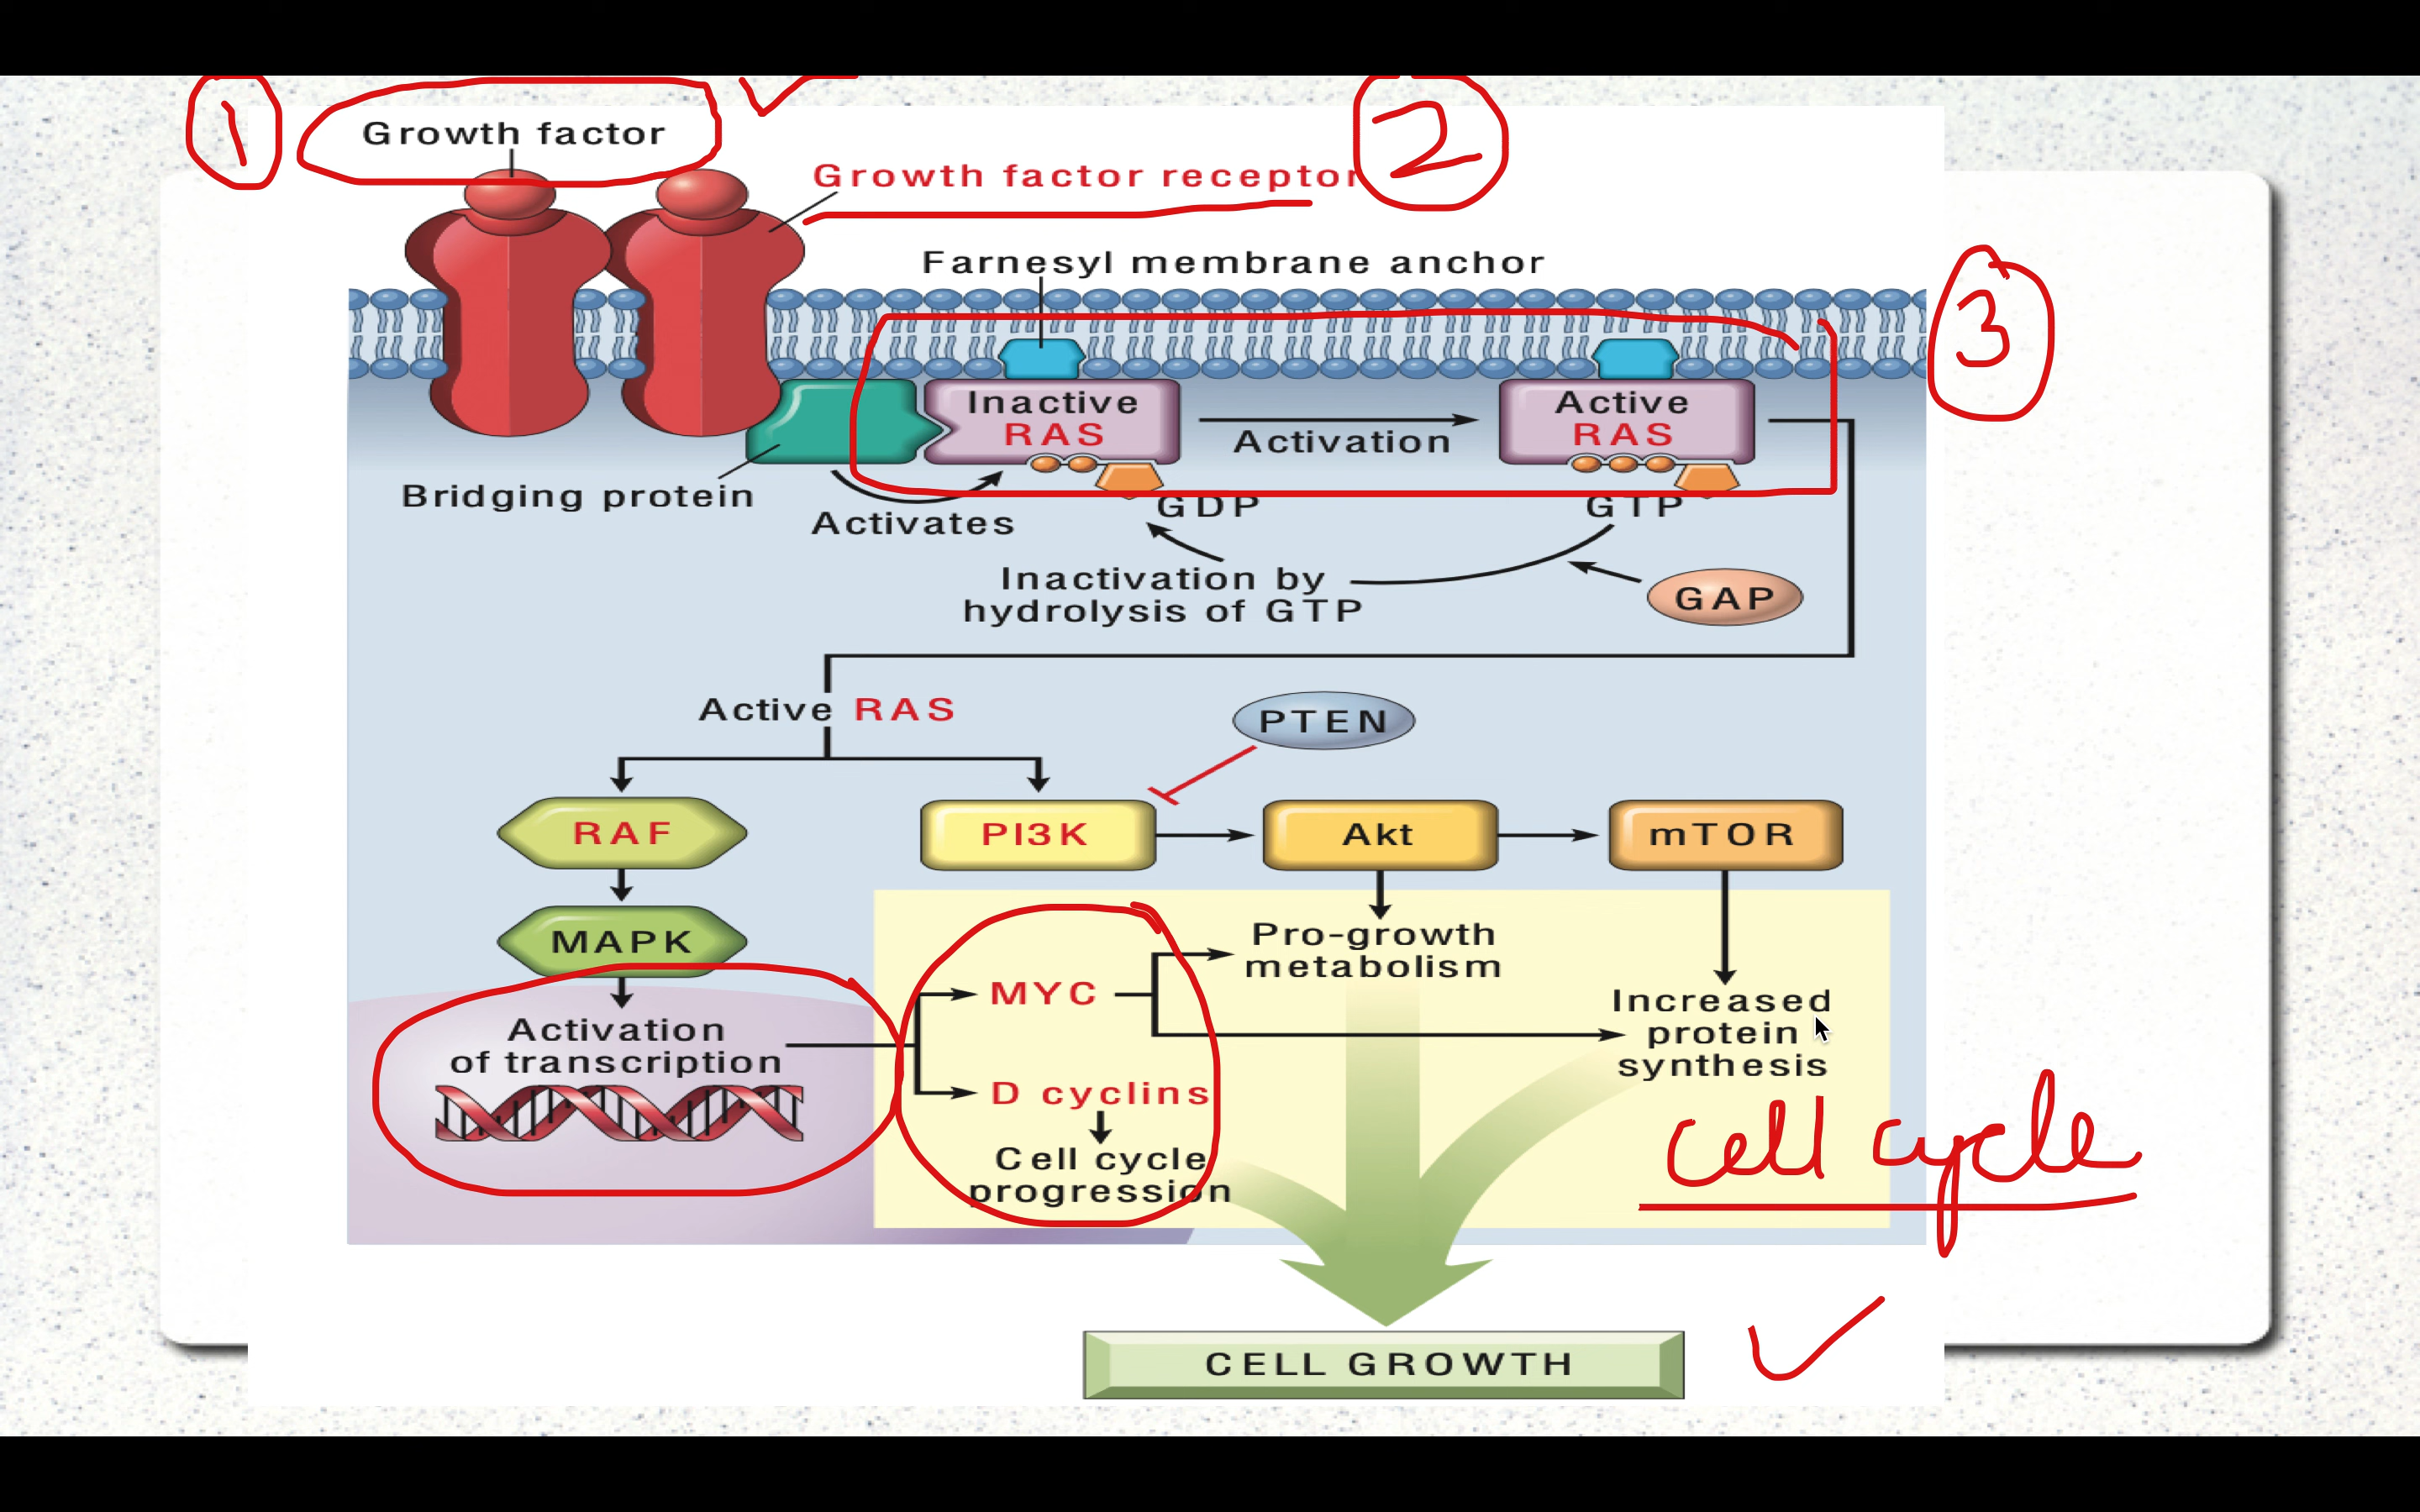 1
Growth factor
2
Growth factor receptor
Farnesyl membrane anchor
3
Inactive
RAS
Activation
Active
RAS
Bridging protein
Activates
GDP
GTP
Inactivation by
hydrolysis of GTP
GAP
Active RAS
PTEN
RAF
PI3K
Akt
mTOR
MAPK
Activation
of transcription
MYC
D cyclins
Cell cycle
progression
Pro-growth
metabolism
Increased
protein
synthesis
cell cycle
CELL GROWTH